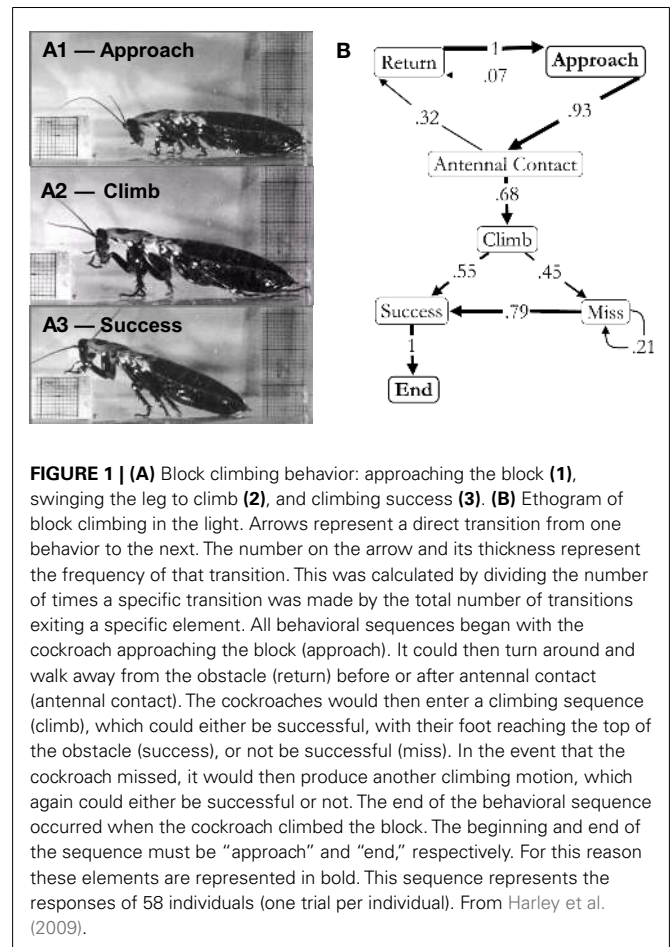 A1 — Approach
A2 — Climb
A3 — Success
B
Return
1
.07
Approach
.32
.93
Antennal Contact
.68
Climb
.55
.45
Success
.79
Miss
.21
1
End
FIGURE 1 | (A) Block climbing behavior: approaching the block (1),
swinging the leg to climb (2), and climbing success (3). (B) Ethogram of
block climbing in the light. Arrows represent a direct transition from one
behavior to the next. The number on the arrow and its thickness represent
the frequency of that transition. This was calculated by dividing the number
of times a specific transition was made by the total number of transitions
exiting a specific element. All behavioral sequences began with the
cockroach approaching the block (approach). It could then turn around and
walk away from the obstacle (return) before or after antennal contact
(antennal contact). The cockroaches would then enter a climbing sequence
(climb), which could either be successful, with their foot reaching the top of
the obstacle (success), or not be successful (miss). In the event that the
cockroach missed, it would then produce another climbing motion, which
again could either be successful or not. The end of the behavioral sequence
occurred when the cockroach climbed the block. The beginning and end of
the sequence must be “approach” and “end,” respectively. For this reason
these elements are represented in bold. This sequence represents the
responses of 58 individuals (one trial per individual). From Harley et al.
(2009).